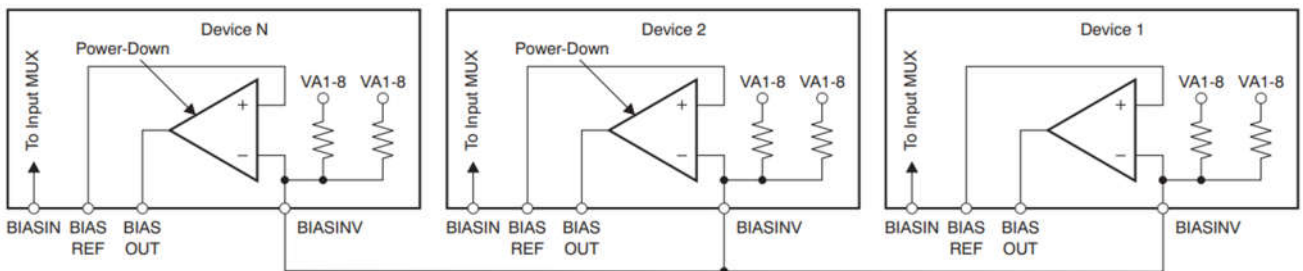 Device N
Power-Down
To Input MUX
VA1-8
VA1-8
+
−
BIASIN
BIAS
REF
BIAS
OUT
BIASINV
Device 2
Power-Down
To Input MUX
VA1-8
VA1-8
+
−
BIASIN
BIAS
REF
BIAS
OUT
BIASINV
Device 1
To Input MUX
VA1-8
VA1-8
+
−
BIASIN
BIAS
REF
BIAS
OUT
BIASINV